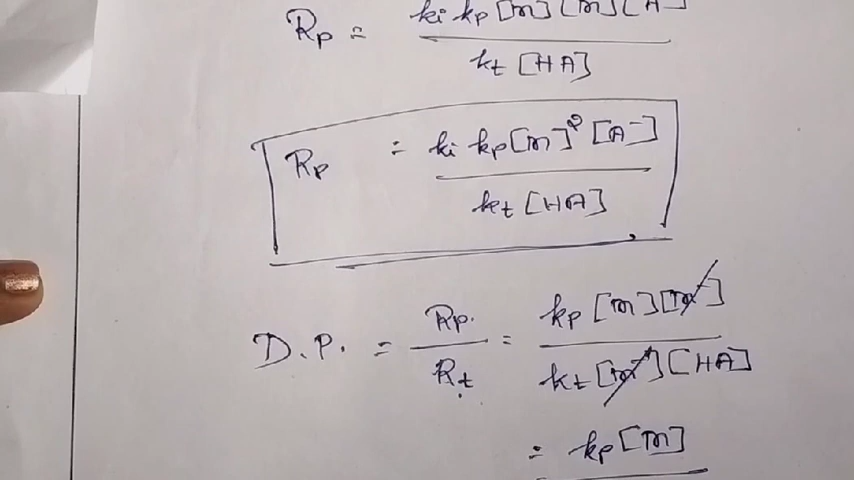 Rp = ki kp [m] [m] [A⁻] / kt [HA]
Rp = ki kp [m]² [A⁻] / kt [HA]
D.P. = Rp. / Rt = kp [m] [m⁻] / kt [m⁻] [HA]
= kp [m]